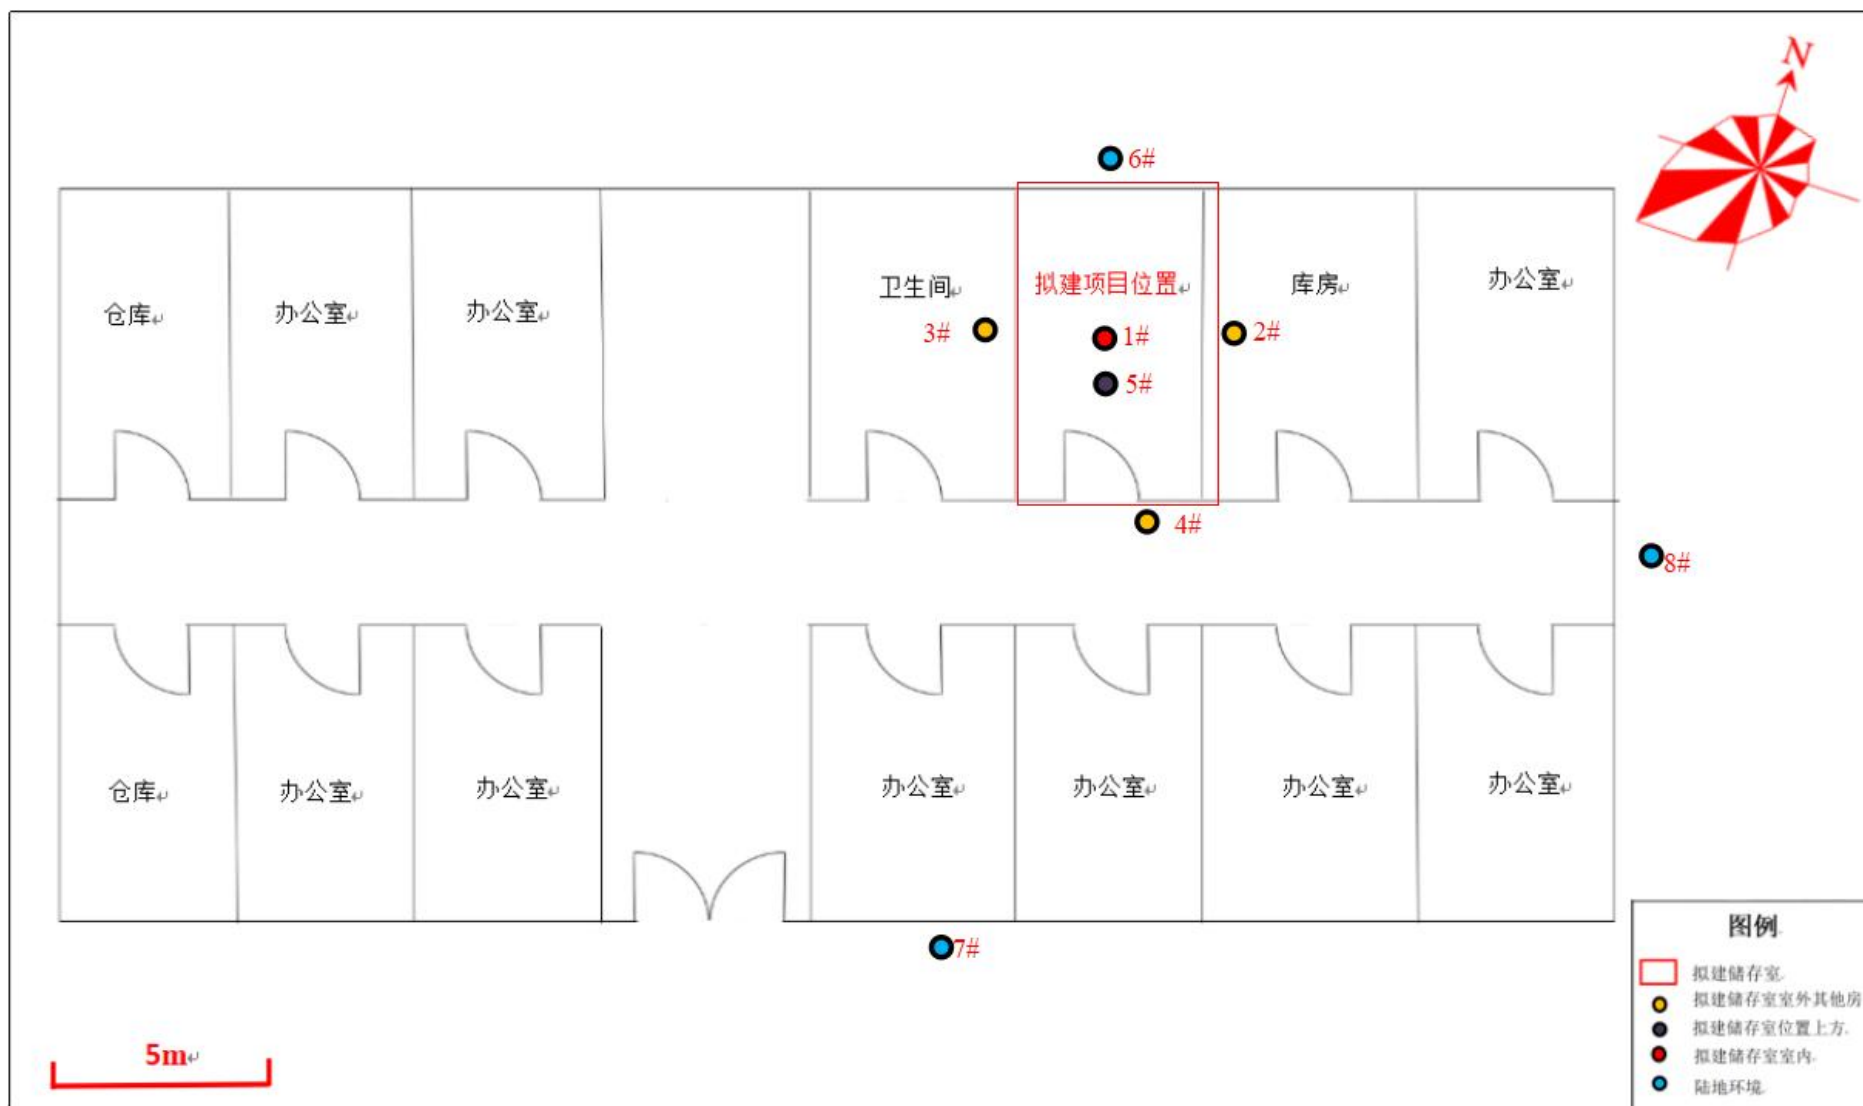 N
6#
卫生间
拟建项目位置
库房
办公室
仓库
办公室
办公室
3#
1#
2#
5#
4#
8#
仓库
办公室
办公室
办公室
办公室
办公室
办公室
7#
5m
图例
拟建储存室
拟建储存室室外其他房
拟建储存室位置上方
拟建储存室室内
陆地环境